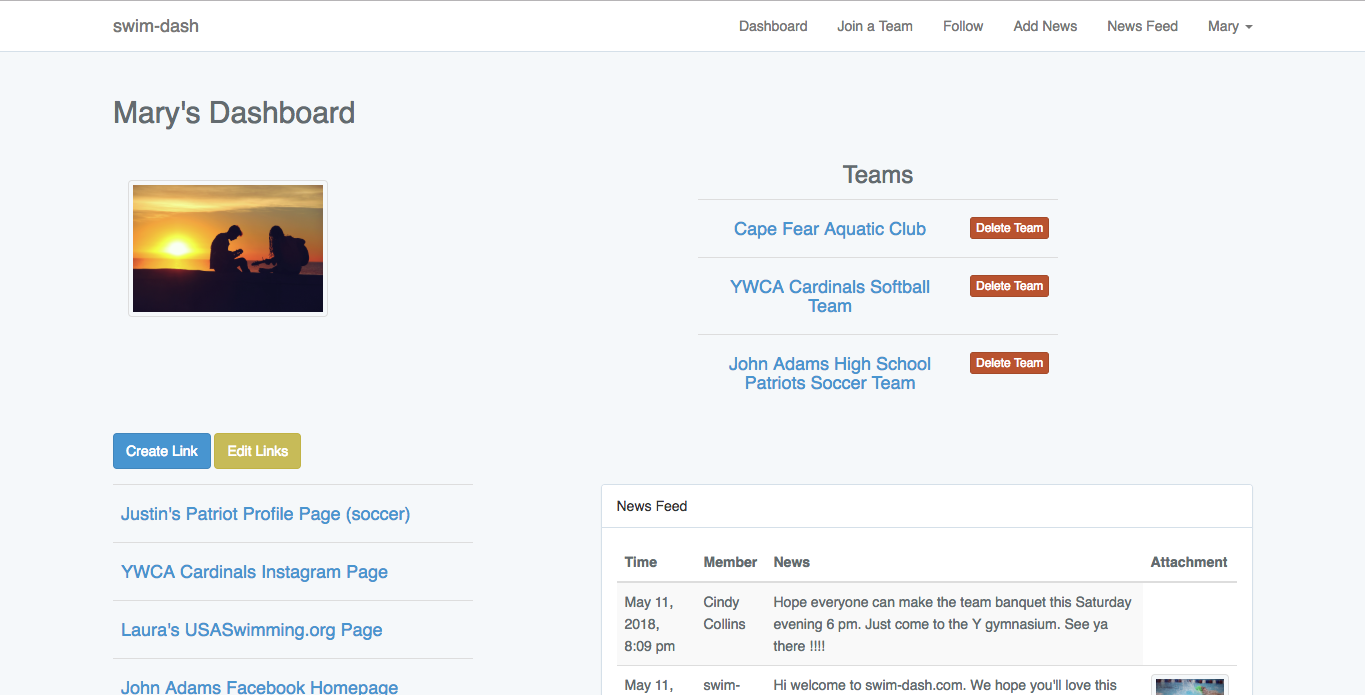 swim-dash
Dashboard
Join a Team
Follow
Add News
News Feed
Mary
Mary's Dashboard
Teams
Cape Fear Aquatic Club
Delete Team
YWCA Cardinals Softball
Team
Delete Team
John Adams High School
Patriots Soccer Team
Delete Team
Create Link
Edit Links
Justin's Patriot Profile Page (soccer)
YWCA Cardinals Instagram Page
Laura's USASwimming.org Page
John Adams Facebook Homepage
News Feed
Time
Member
News
Attachment
May 11,
2018,
8:09 pm
Cindy
Collins
Hope everyone can make the team banquet this Saturday
evening 6 pm. Just come to the Y gymnasium. See ya
there !!!!
May 11,
swim-
Hi welcome to swim-dash.com. We hope you'll love this